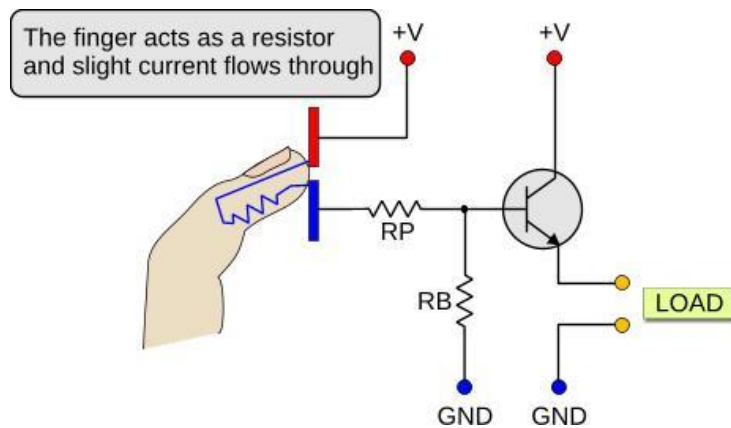 The finger acts as a resistor
and slight current flows through
+V
+V
RP
RB
LOAD
GND
GND